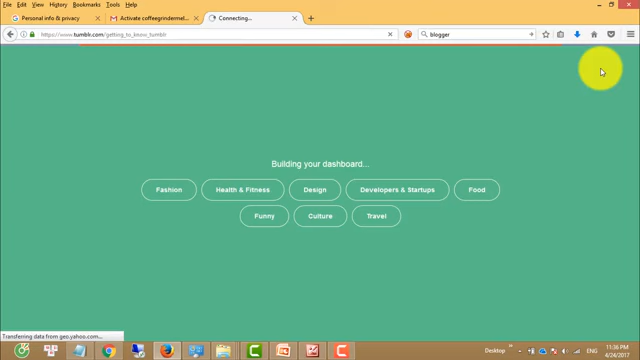 File Edit View History Bookmarks Tools Help
Personal info & privacy
Activate coffeegrindermel...
Connecting...
https://www.tumblr.com/getting_to_know_tumblr
blogger
Building your dashboard...
Fashion Health & Fitness Design Developers & Startups Food
Funny Culture Travel
Transferring data from geo.yahoo.com...
Desktop
ENG
11:36 PM
4/24/2017